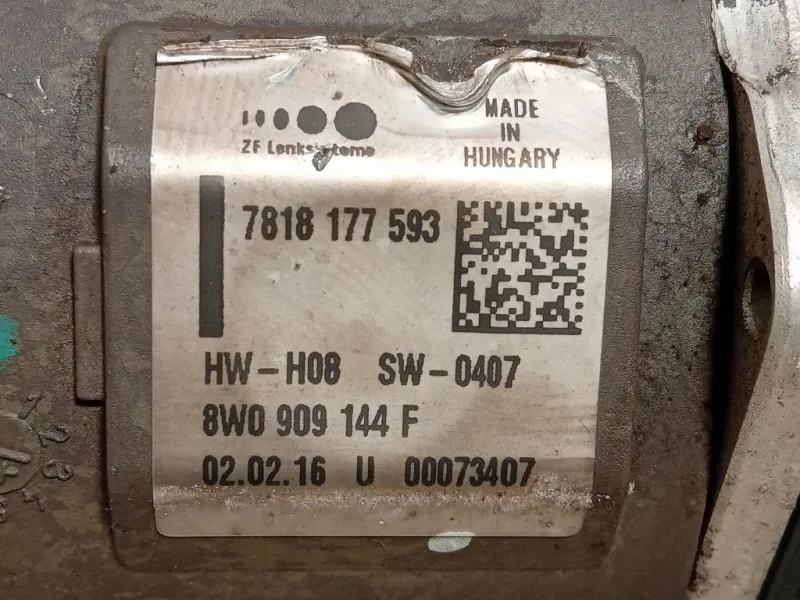 ZF Lenksysteme
MADE
IN
HUNGARY
7818 177 593
HW-H08 SW-0407
8W0 909 144 F
02.02.16 U 00073407